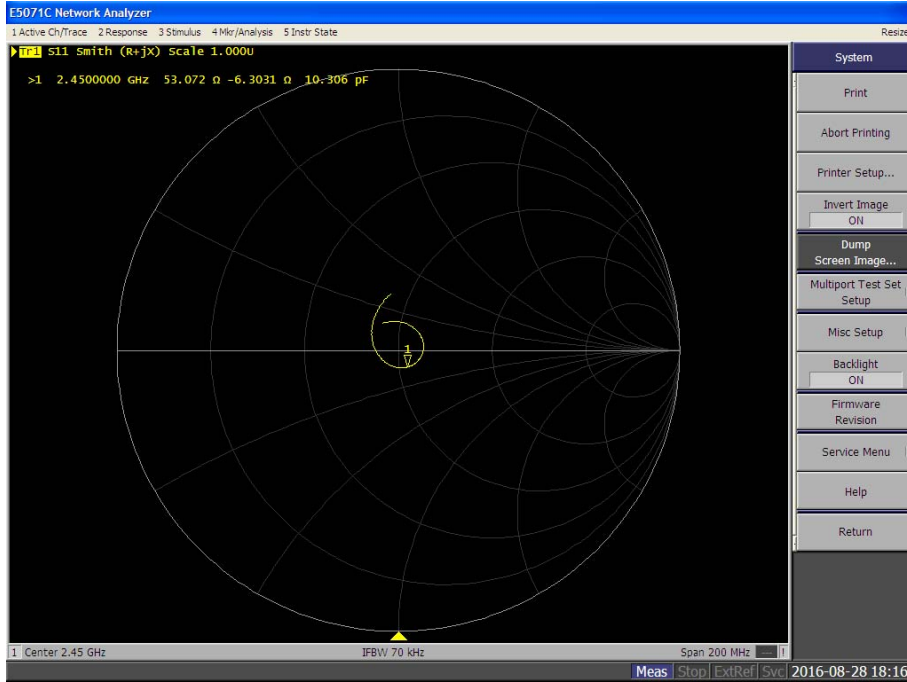 E5071C Network Analyzer
1 Active Ch/Trace 2 Response 3 Stimulus 4 Mkr/Analysis 5 Instr State
Resize
Tr1 S11 Smith (R+jX) Scale 1.000U
>1 2.4500000 GHz 53.072 Ω -6.3031 Ω 10.306 pF
1
System
Print
Abort Printing
Printer Setup...
Invert Image
ON
Dump
Screen Image...
Multiport Test Set
Setup
Misc Setup
Backlight
ON
Firmware
Revision
Service Menu
Help
Return
1 Center 2.45 GHz IFBW 70 kHz Span 200 MHz --- !
Meas Stop ExtRef Svc 2016-08-28 18:16